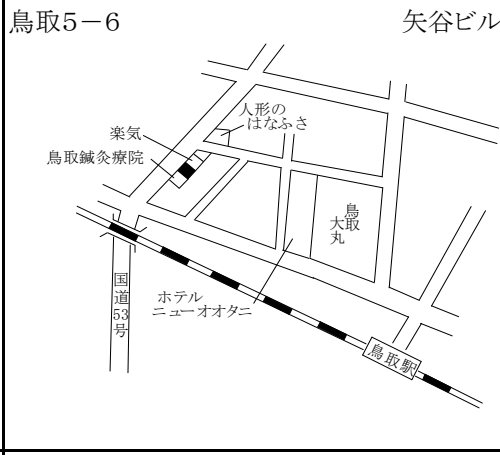 鳥取5－6
矢谷ビル
人形の
はなふさ
楽気
鳥取鍼灸療院
鳥取
大丸
国道53号
ホテル
ニューオオタニ
鳥取駅